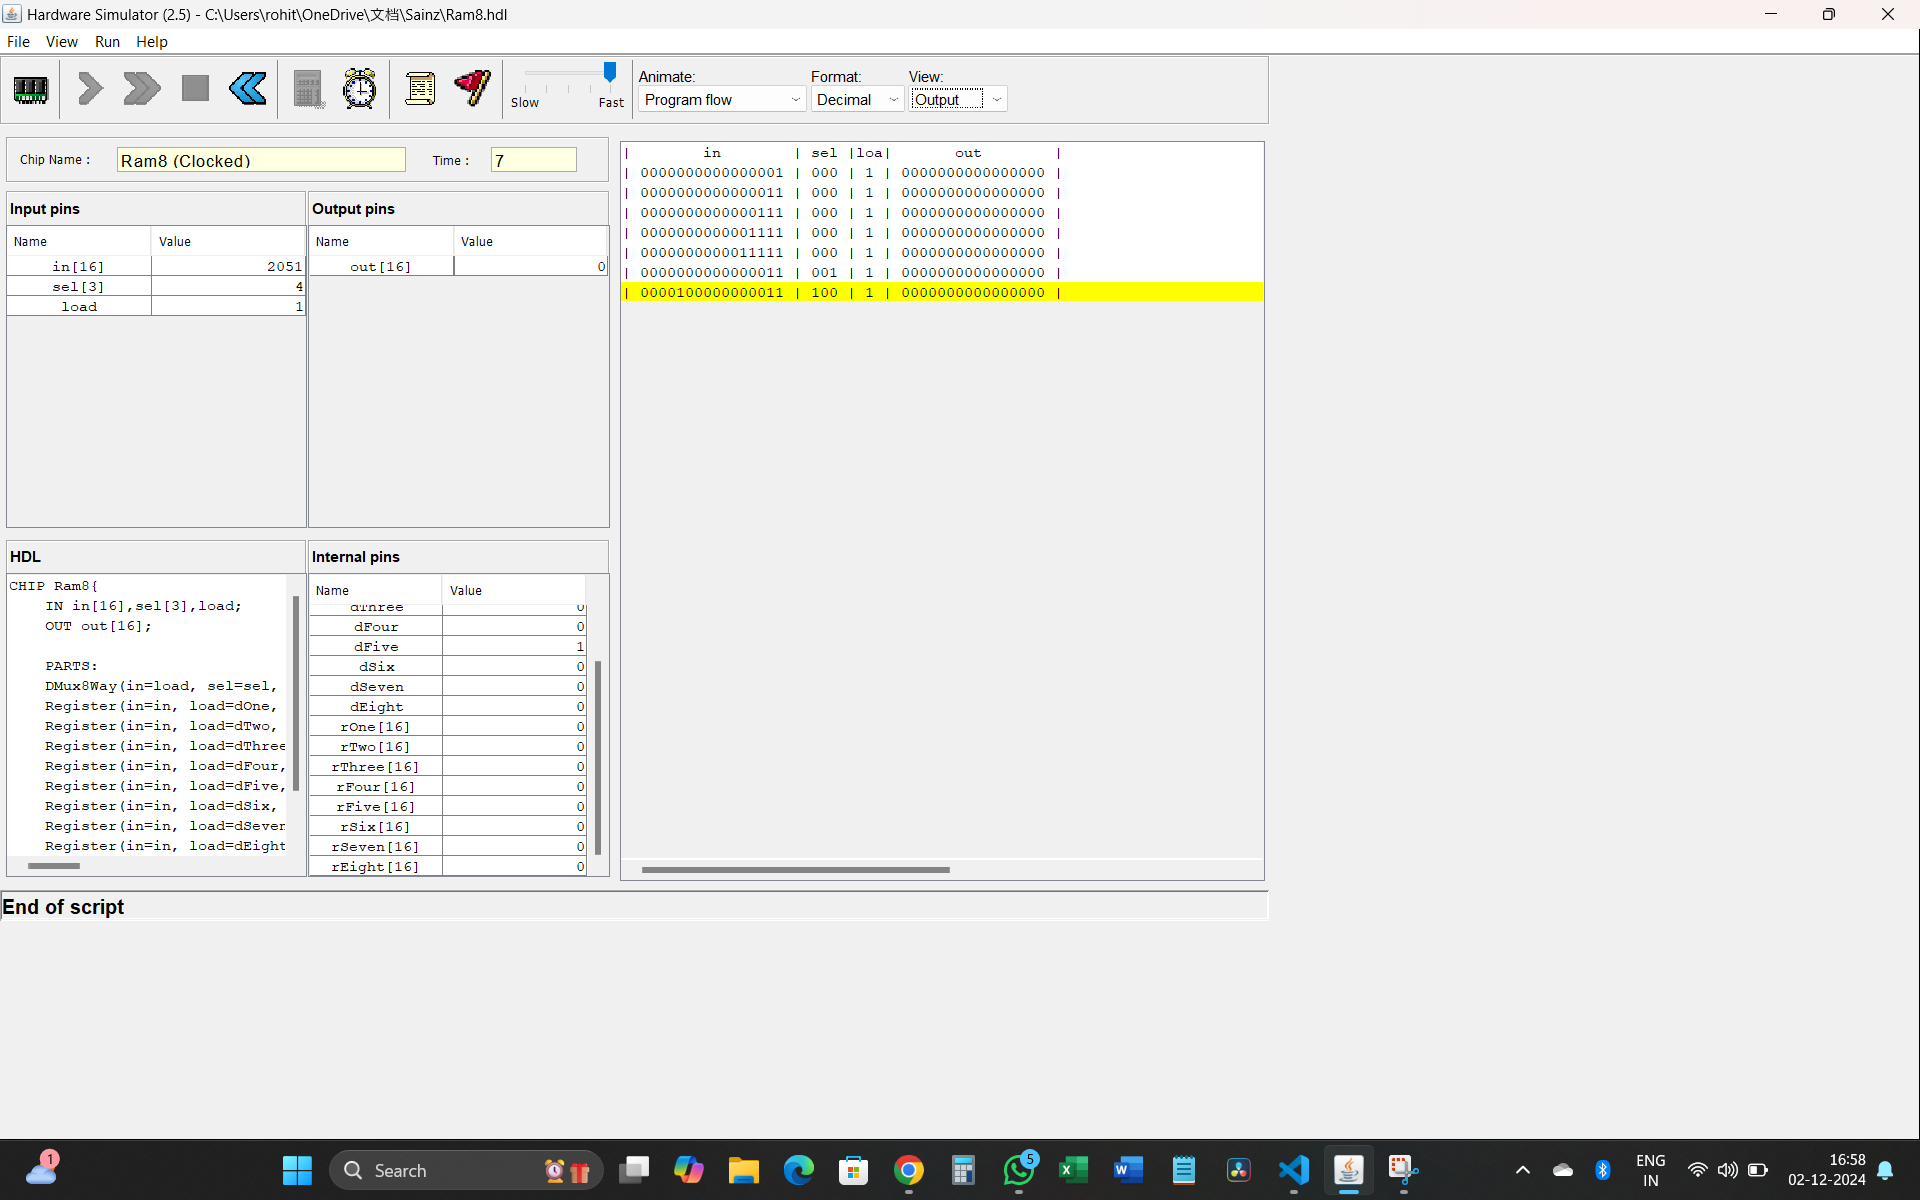 Hardware Simulator (2.5) - C:\Users\rohit\OneDrive\文档\Sainz\Ram8.hdl
File View Run Help
Slow Fast
Animate: Format: View:
Program flow Decimal Output
Chip Name : Ram8 (Clocked) Time : 7
Input pins
Name Value
in[16] 2051
sel[3] 4
load 1
Output pins
Name Value
out[16] 0
HDL
CHIP Ram8{
IN in[16],sel[3],load;
OUT out[16];
PARTS:
DMux8Way(in=load, sel=sel,
Register(in=in, load=dOne,
Register(in=in, load=dTwo,
Register(in=in, load=dThree
Register(in=in, load=dFour,
Register(in=in, load=dFive,
Register(in=in, load=dSix,
Register(in=in, load=dSeven
Register(in=in, load=dEight
Internal pins
Name Value
dThree 0
dFour 0
dFive 1
dSix 0
dSeven 0
dEight 0
rOne[16] 0
rTwo[16] 0
rThree[16] 0
rFour[16] 0
rFive[16] 0
rSix[16] 0
rSeven[16] 0
rEight[16] 0
| in | sel |loa| out |
| 0000000000000001 | 000 | 1 | 0000000000000000 |
| 0000000000000011 | 000 | 1 | 0000000000000000 |
| 0000000000000111 | 000 | 1 | 0000000000000000 |
| 0000000000001111 | 000 | 1 | 0000000000000000 |
| 0000000000011111 | 000 | 1 | 0000000000000000 |
| 0000000000000011 | 001 | 1 | 0000000000000000 |
| 0000100000000011 | 100 | 1 | 0000000000000000 |
End of script
1
Search
5
ENG
IN
16:58
02-12-2024